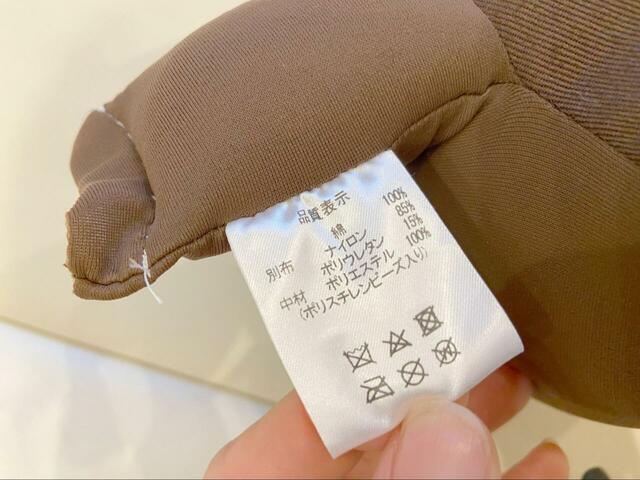 品質表示
綿 100%
別布 ナイロン 85%
ポリウレタン 15%
中材 ポリエステル 100%
(ポリスチレンビーズ入り)